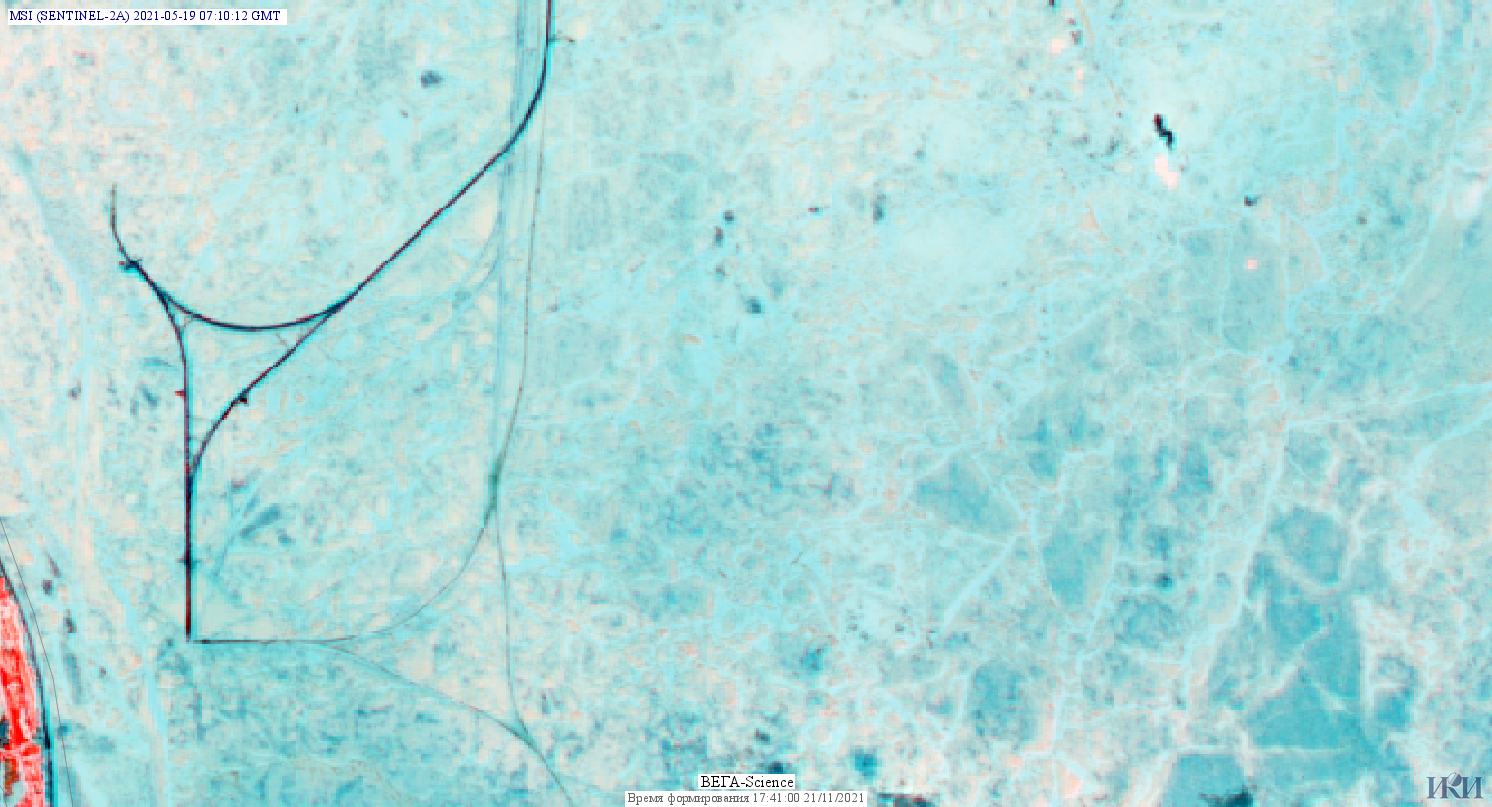 MSI (SENTINEL-2A) 2021-05-19 07:10:12 GMT
ВЕГА-Science
Время формирования 17:41:00 21/11/2021
ИКИ